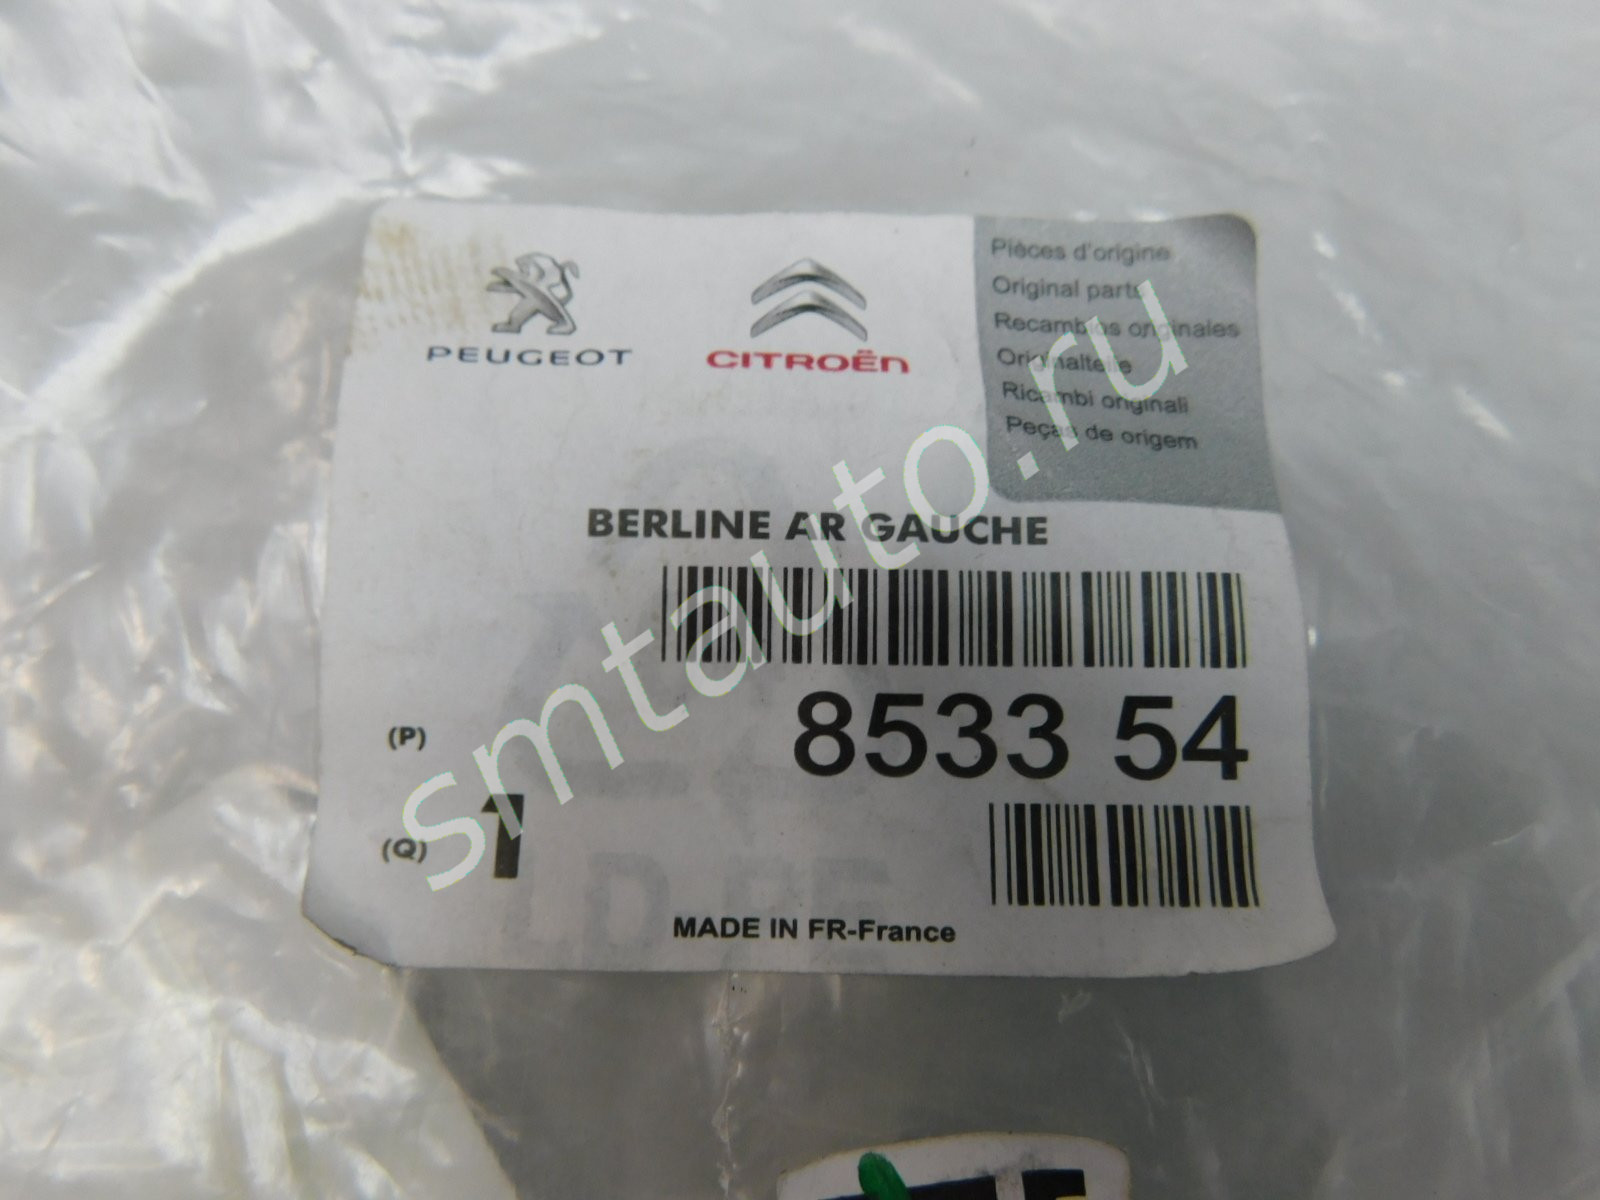 PEUGEOT
CITROËN
Pièces d'origine
Original parts
Recambios originales
Originalteile
Ricambi originali
Peças de origem
BERLINE AR GAUCHE
(P) 8533 54
(Q) 1
MADE IN FR-France
smtauto.ru